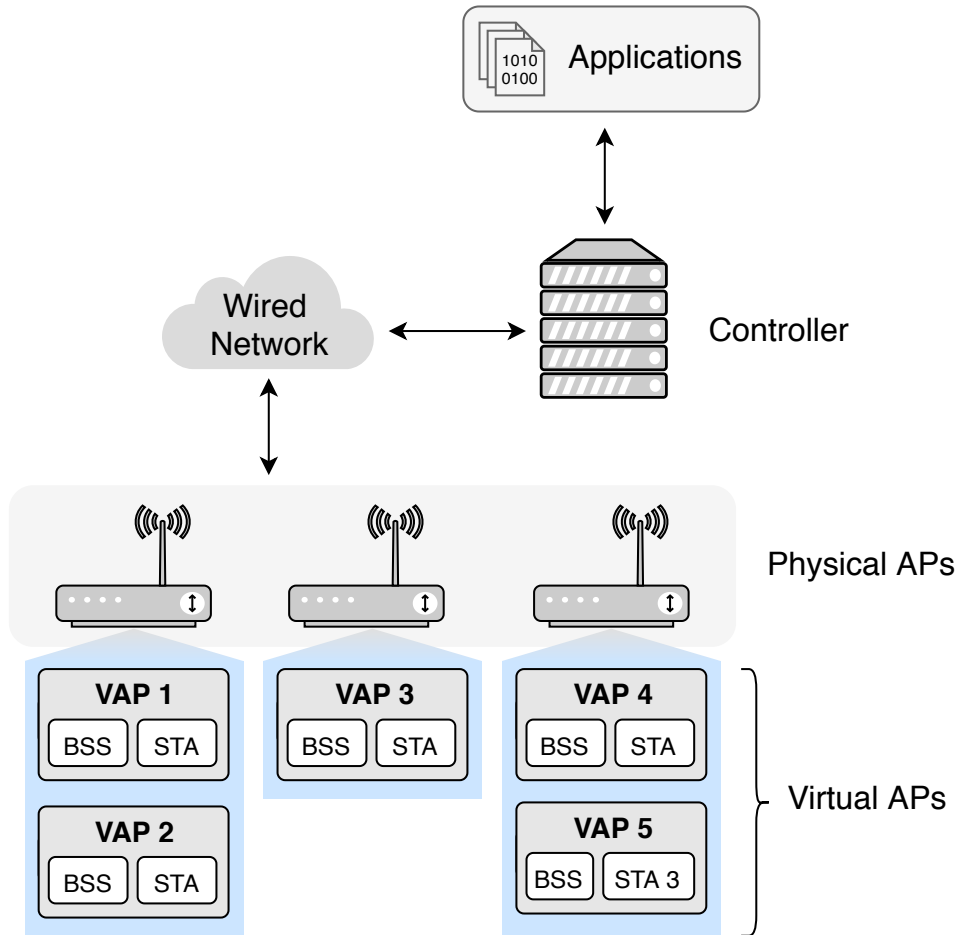 1010
0100
Applications
Wired
Network
Controller
Physical APs
VAP 1
BSS
STA
VAP 3
BSS
STA
VAP 4
BSS
STA
Virtual APs
VAP 2
BSS
STA
VAP 5
BSS
STA 3